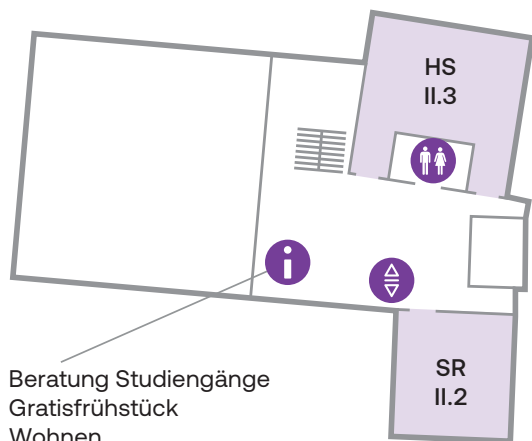 HS
II.3
SR
II.2
Beratung Studiengänge
Gratisfrühstück
Wohnen